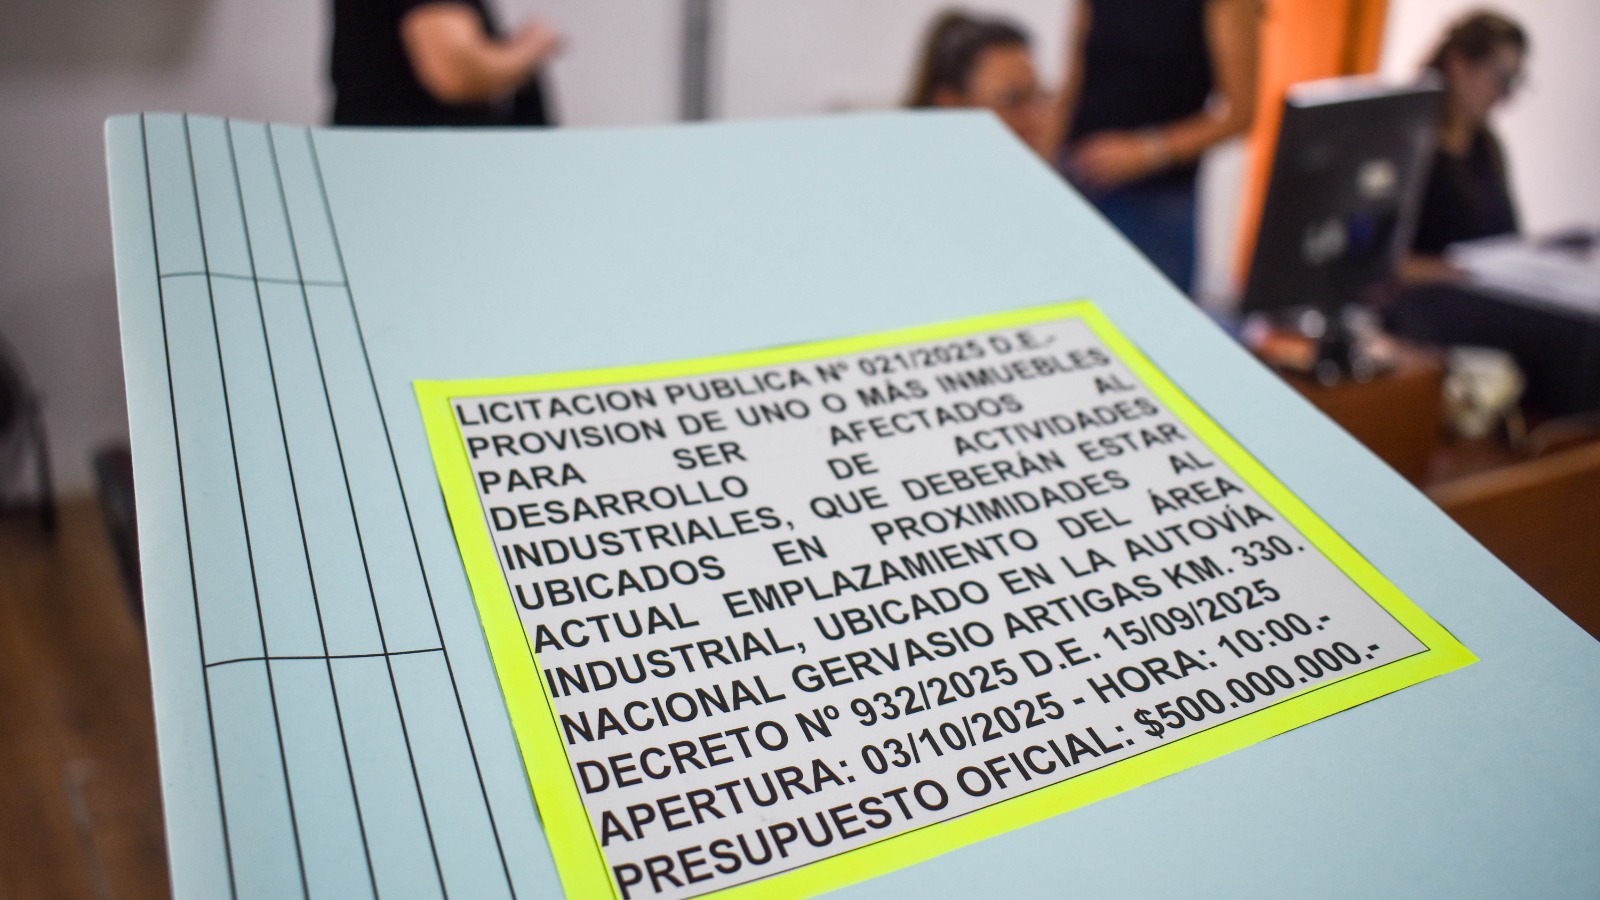 LICITACION PUBLICA Nº 021/2025 D.E.-
PROVISION DE UNO O MÁS INMUEBLES
PARA SER AFECTADOS AL
DESARROLLO DE ACTIVIDADES
INDUSTRIALES, QUE DEBERÁN ESTAR
UBICADOS EN PROXIMIDADES AL
ACTUAL EMPLAZAMIENTO DEL ÁREA
INDUSTRIAL, UBICADO EN LA AUTOVÍA
NACIONAL GERVASIO ARTIGAS KM. 330.
DECRETO Nº 932/2025 D.E. 15/09/2025
APERTURA: 03/10/2025 - HORA: 10:00.-
PRESUPUESTO OFICIAL: $500.000.000.-